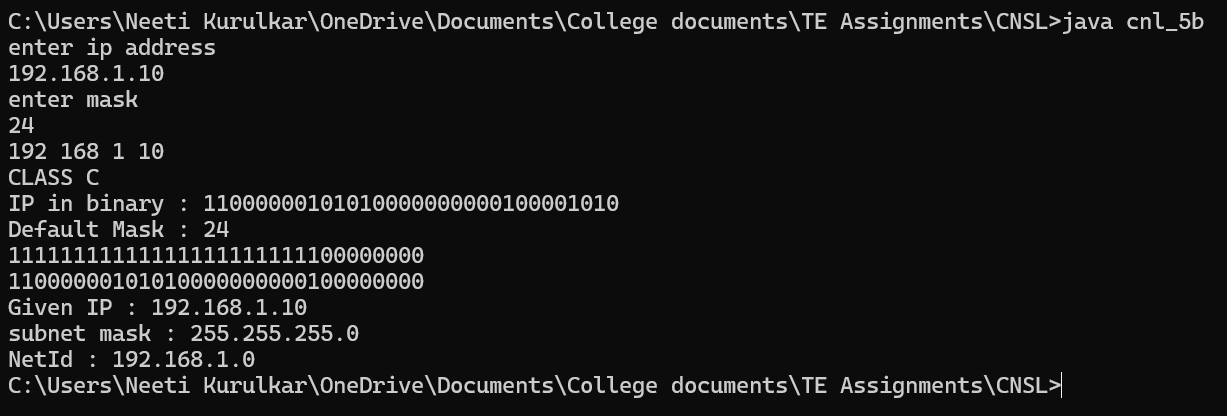 C:\Users\Neeti Kurulkar\OneDrive\Documents\College documents\TE Assignments\CNSL>java cnl_5b
enter ip address
192.168.1.10
enter mask
24
192 168 1 10
CLASS C
IP in binary : 11000000101010000000000100001010
Default Mask : 24
11111111111111111111111100000000
11000000101010000000000100000000
Given IP : 192.168.1.10
subnet mask : 255.255.255.0
NetId : 192.168.1.0
C:\Users\Neeti Kurulkar\OneDrive\Documents\College documents\TE Assignments\CNSL>